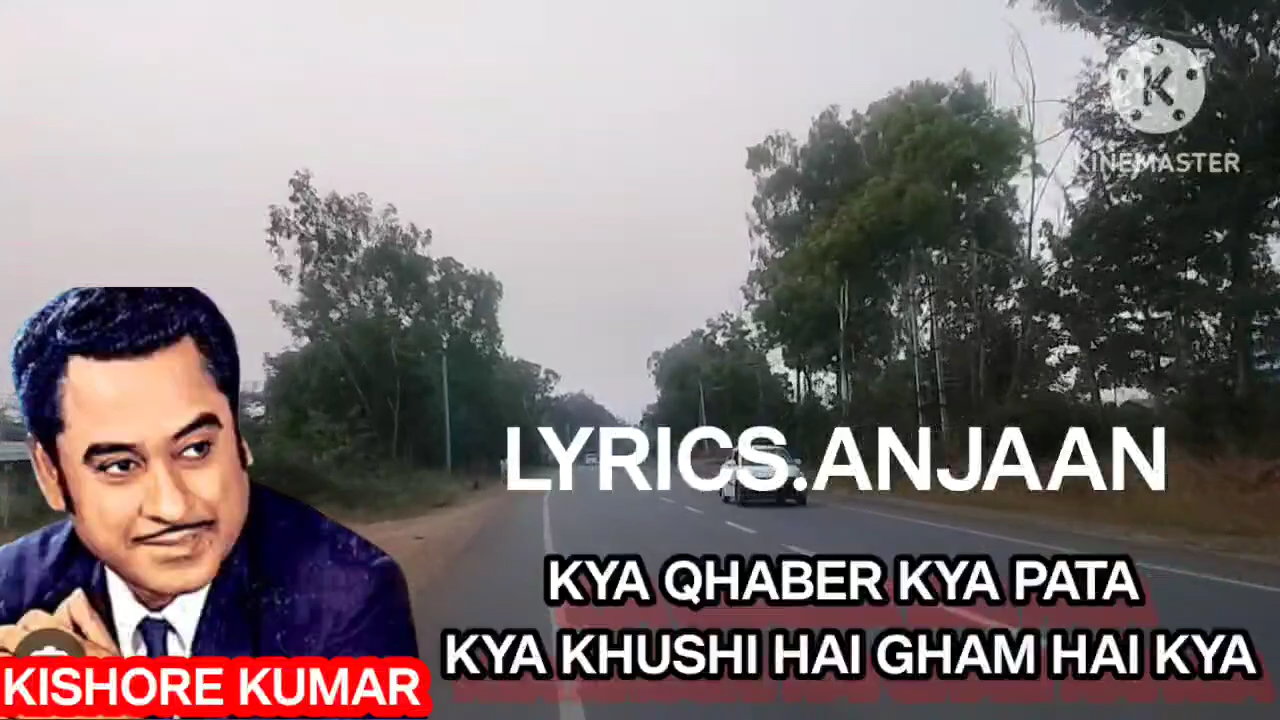 K
KINEMASTER
LYRICS.ANJAAN
KYA QHABER KYA PATA
KYA KHUSHI HAI GHAM HAI KYA
KISHORE KUMAR